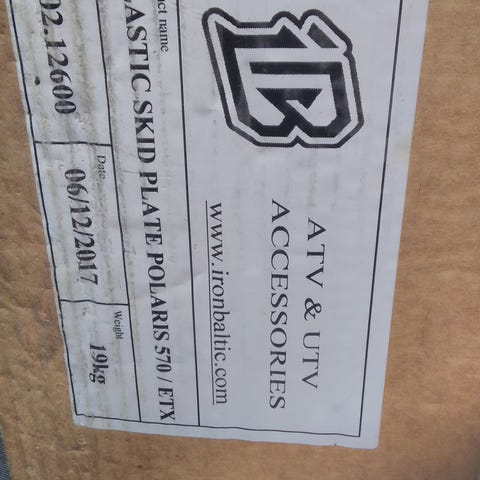 IB
ATV & UTV
ACCESSORIES
www.ironbaltic.com
ct name
LASTIC SKID PLATE POLARIS 570 / ETX
Date
Weight
02.12600
06/12/2017
19kg